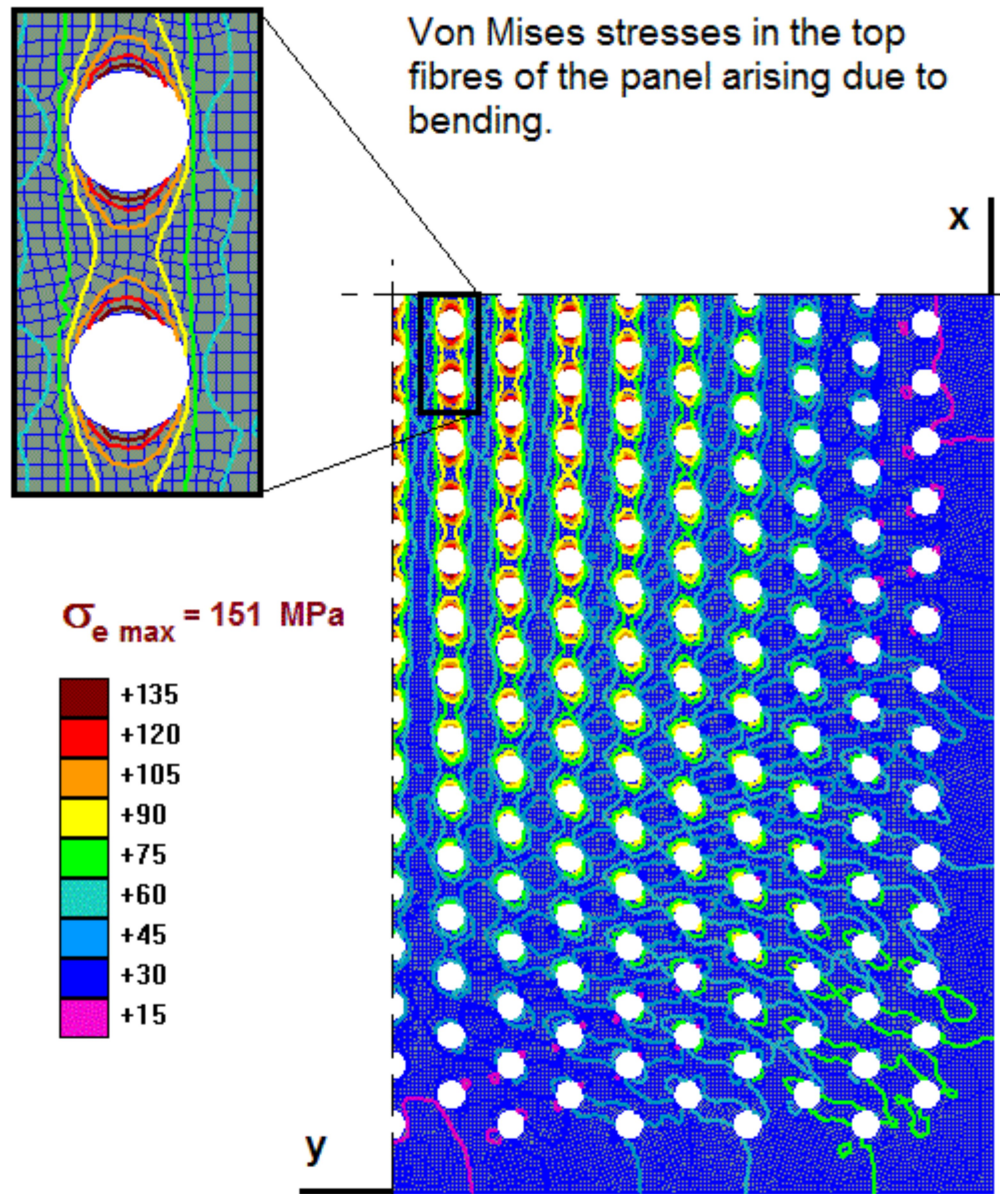 Von Mises stresses in the top
fibres of the panel arising due to
bending.
x
σe max = 151 MPa
+135
+120
+105
+90
+75
+60
+45
+30
+15
y